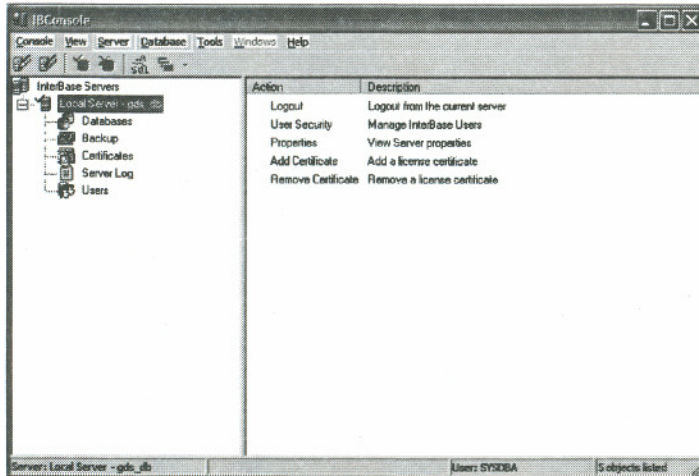 IBConsole
Console View Server Database Tools Windows Help
SQL
InterBase Servers
Local Server - gds_db
Databases
Backup
Certificates
Server Log
Users
Action Description
Logout Logout from the current server
User Security Manage InterBase Users
Properties View Server properties
Add Certificate Add a license certificate
Remove Certificate Remove a license certificate
Server: Local Server - gds_db User: SYSDBA 5 objects listed